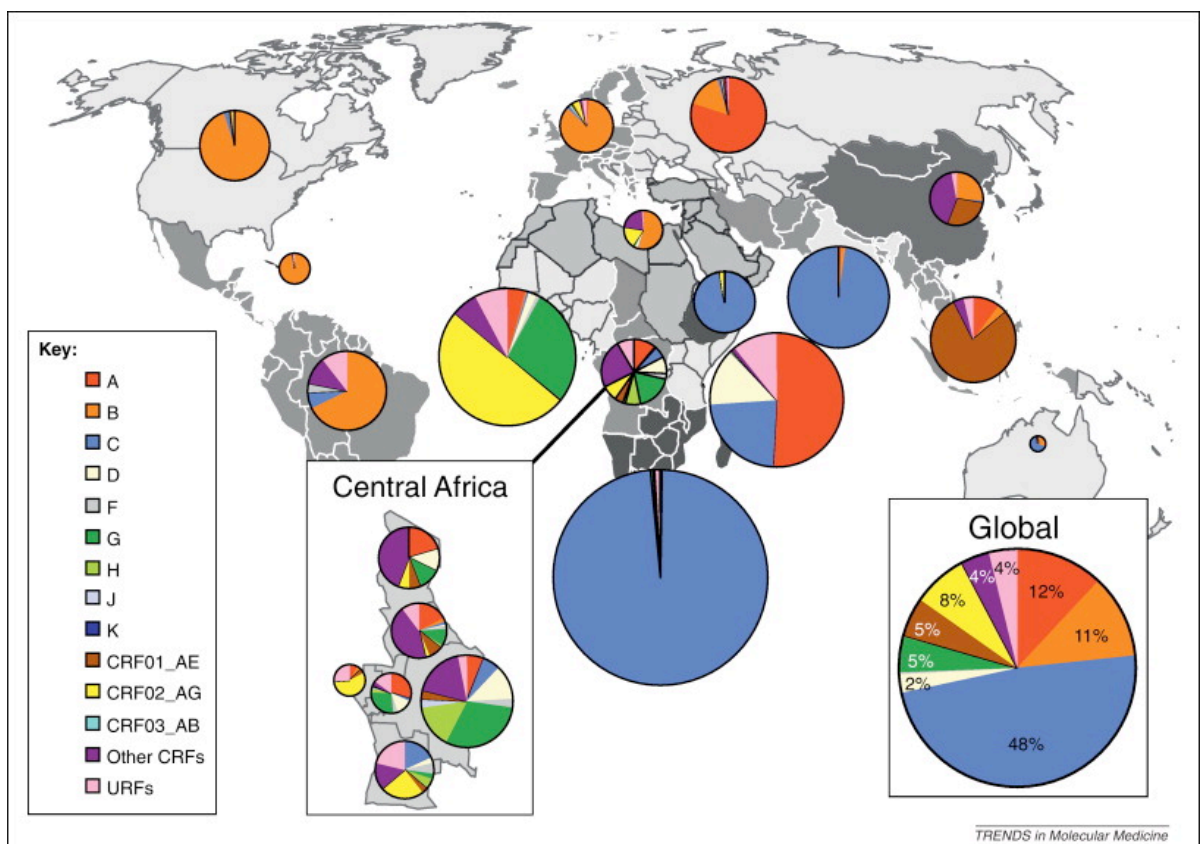 Key:
A
B
C
D
F
G
H
J
K
CRF01_AE
CRF02_AG
CRF03_AB
Other CRFs
URFs
Central Africa
Global
4%
4%
12%
8%
11%
5%
5%
2%
48%
TRENDS in Molecular Medicine